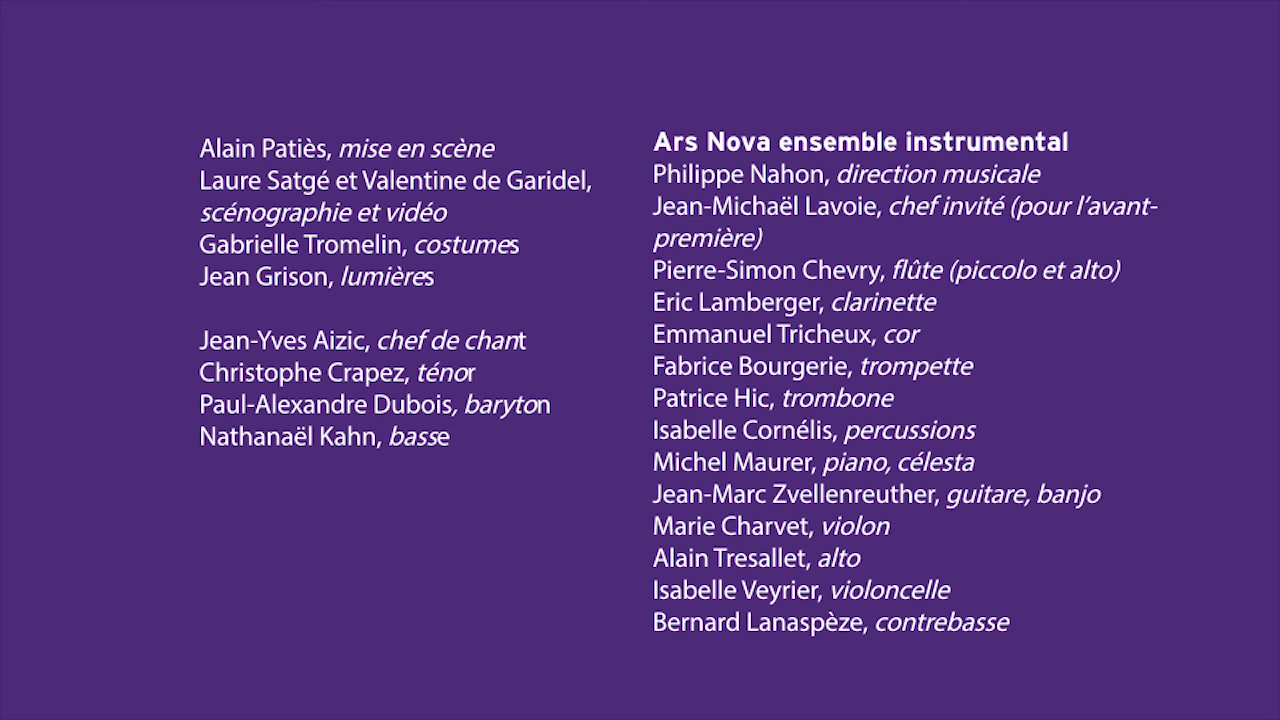 Alain Patiès, mise en scène
Laure Satgé et Valentine de Garidel,
scénographie et vidéo
Gabrielle Tromelin, costumes
Jean Grison, lumières
Jean-Yves Aizic, chef de chant
Christophe Crapez, ténor
Paul-Alexandre Dubois, baryton
Nathanaël Kahn, basse
Ars Nova ensemble instrumental
Philippe Nahon, direction musicale
Jean-Michaël Lavoie, chef invité (pour l’avant-
première)
Pierre-Simon Chevry, flûte (piccolo et alto)
Eric Lamberger, clarinette
Emmanuel Tricheux, cor
Fabrice Bourgerie, trompette
Patrice Hic, trombone
Isabelle Cornélis, percussions
Michel Maurer, piano, célesta
Jean-Marc Zvellenreuther, guitare, banjo
Marie Charvet, violon
Alain Tresallet, alto
Isabelle Veyrier, violoncelle
Bernard Lanaspèze, contrebasse